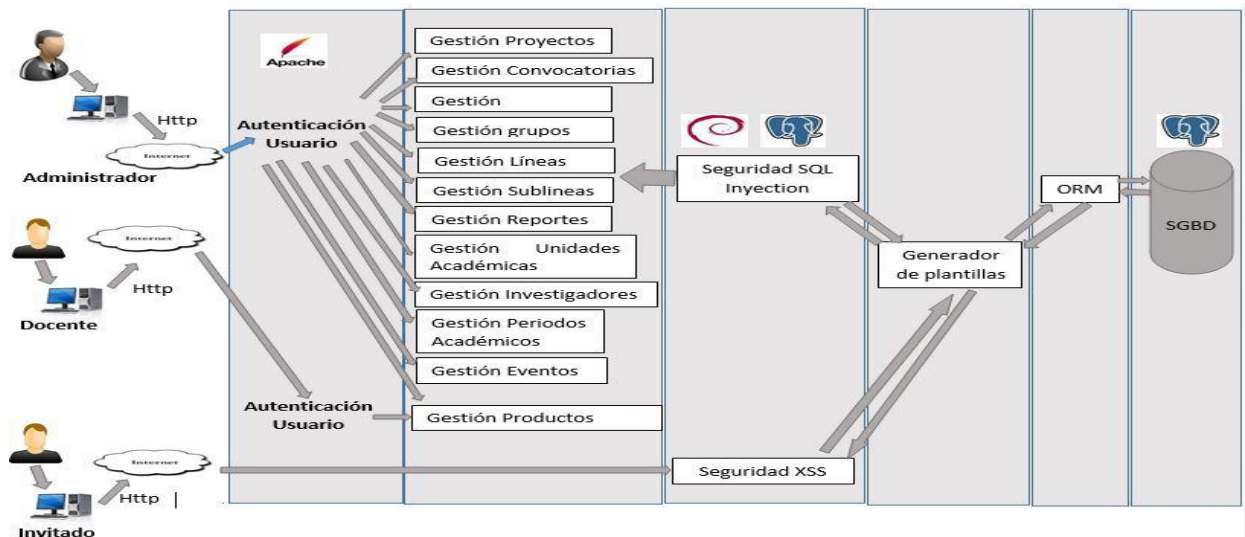 Http
Internet
Administrador
Http
Internet
Docente
Http
Internet
Invitado
Apache
Autenticación
Usuario
Autenticación
Usuario
Gestión Proyectos
Gestión Convocatorias
Gestión
Gestión grupos
Gestión Líneas
Gestión Sublineas
Gestión Reportes
Gestión Unidades
Académicas
Gestión Investigadores
Gestión Periodos
Académicos
Gestión Eventos
Gestión Productos
Seguridad SQL
Inyection
Seguridad XSS
Generador
de plantillas
ORM
SGBD